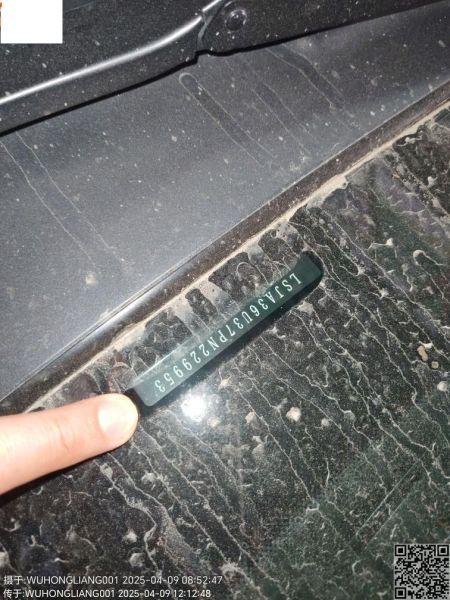 LSJA36U37PN229953
摄于:WUHONGLIANG001 2025-04-09 08:52:47
传于:WUHONGLIANG001 2025-04-09 12:12:48